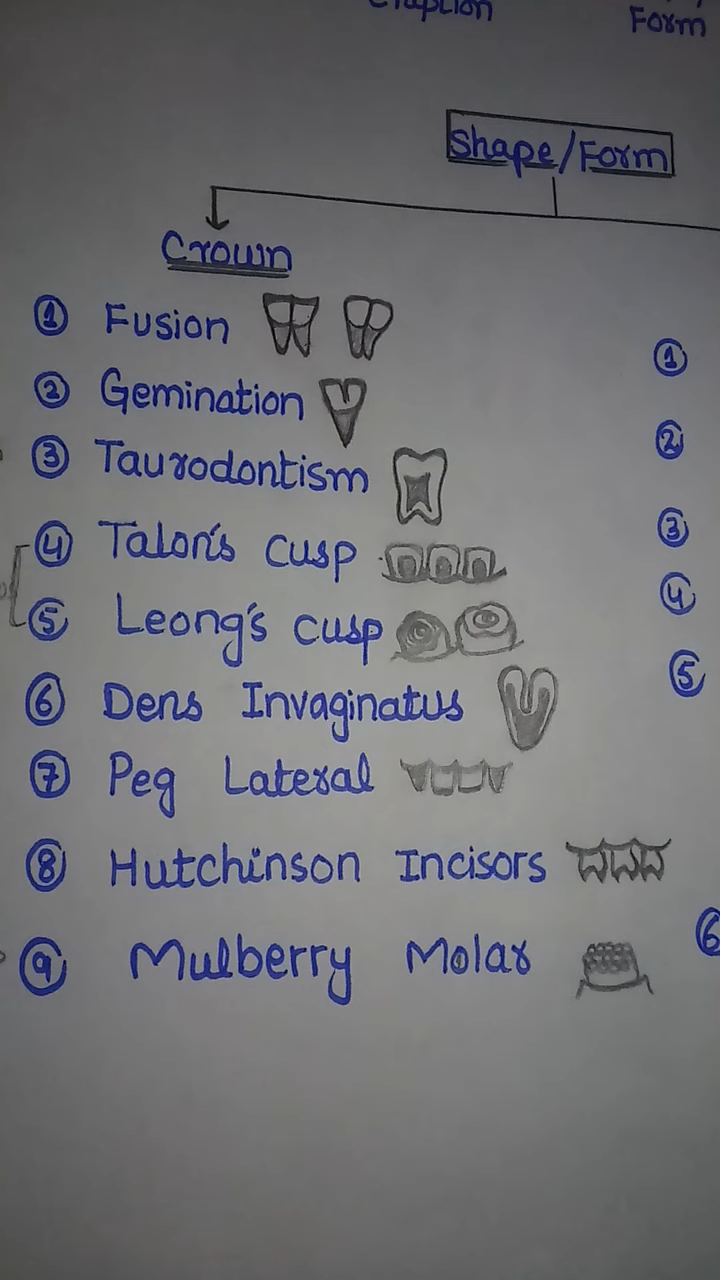 Form
Shape/Form
Crown
① Fusion
② Gemination
③ Taurodontism
④ Talon's cusp
⑤ Leong's cusp
⑥ Dens Invaginatus
⑦ Peg Lateral
⑧ Hutchinson Incisors
⑨ Mulberry Molar
①
②
③
④
⑤
⑥